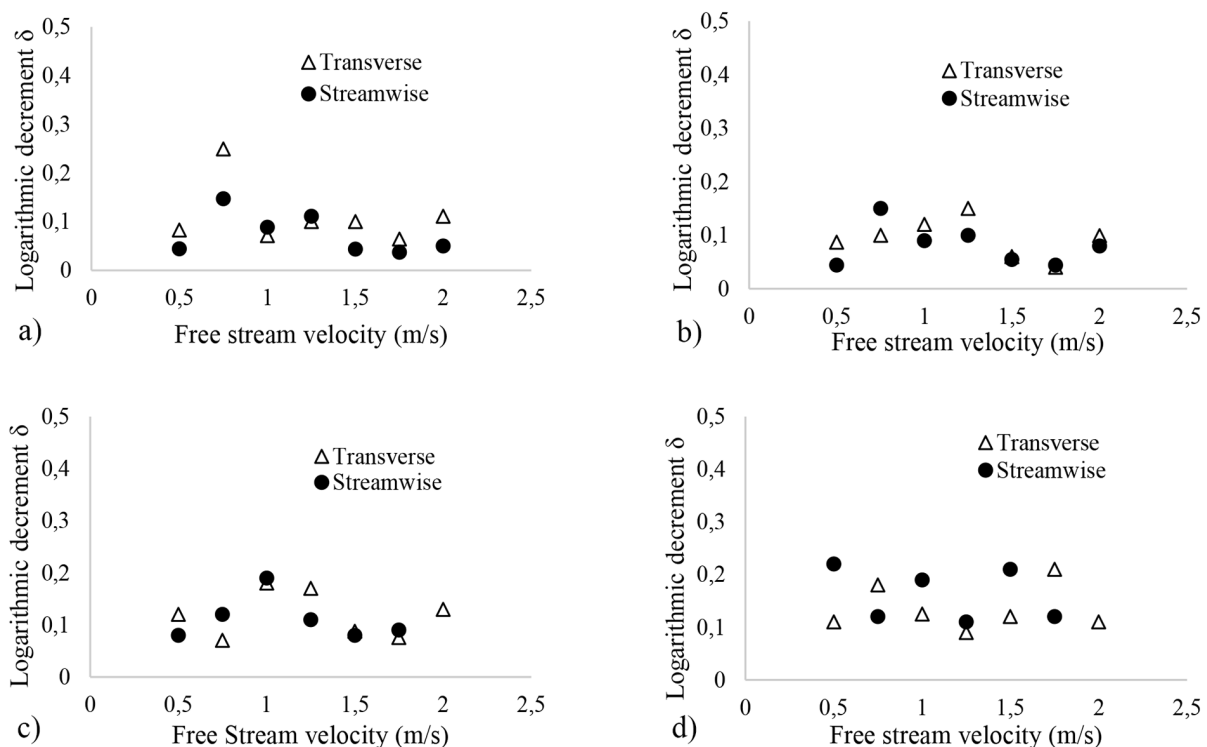 Logarithmic decrement δ
0,5
0,4
0,3
0,2
0,1
0
Transverse
Streamwise
0 0,5 1 1,5 2 2,5
Free stream velocity (m/s)
a)
Logarithmic decrement δ
0,5
0,4
0,3
0,2
0,1
0
Transverse
Streamwise
0 0,5 1 1,5 2 2,5
Free stream velocity (m/s)
b)
Logarithmic decrement δ
0,5
0,4
0,3
0,2
0,1
0
Transverse
Streamwise
0 0,5 1 1,5 2 2,5
Free Stream velocity (m/s)
c)
Logarithmic decrement δ
0,5
0,4
0,3
0,2
0,1
0
Transverse
Streamwise
0 0,5 1 1,5 2 2,5
Free stream velocity (m/s)
d)